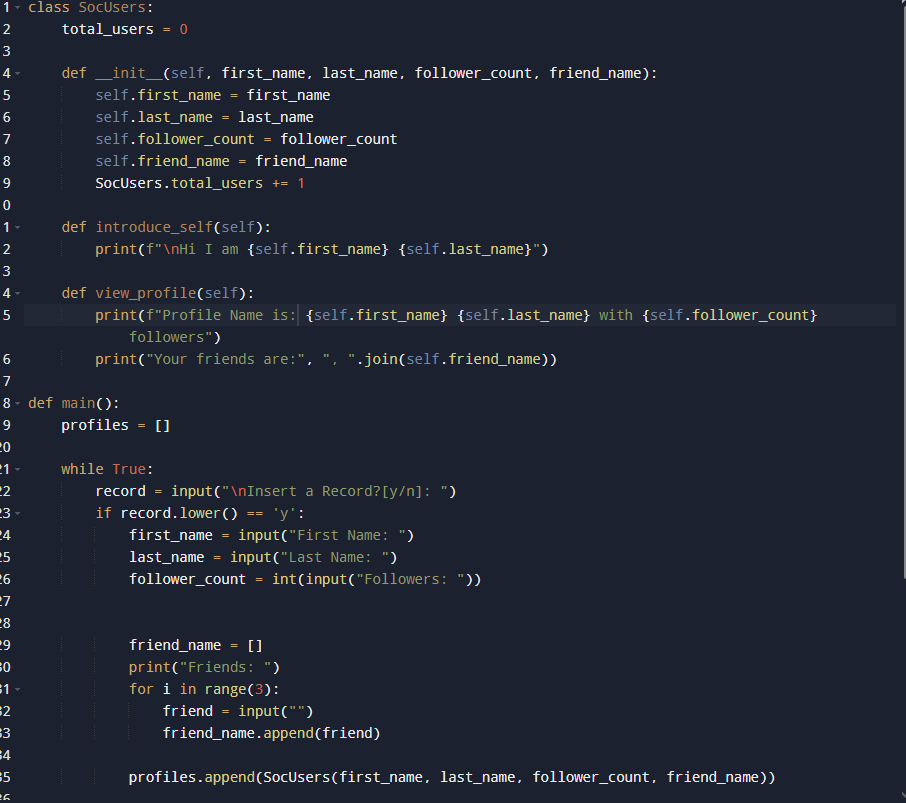 1 class SocUsers:
2     total_users = 0
3
4     def __init__(self, first_name, last_name, follower_count, friend_name):
5         self.first_name = first_name
6         self.last_name = last_name
7         self.follower_count = follower_count
8         self.friend_name = friend_name
9         SocUsers.total_users += 1
0
1     def introduce_self(self):
2         print(f"\nHi I am {self.first_name} {self.last_name}")
3
4     def view_profile(self):
5         print(f"Profile Name is: {self.first_name} {self.last_name} with {self.follower_count}
            followers")
6         print("Your friends are:", ", ".join(self.friend_name))
7
8 def main():
9     profiles = []
20
21     while True:
22         record = input("\nInsert a Record?[y/n]: ")
23         if record.lower() == 'y':
24             first_name = input("First Name: ")
25             last_name = input("Last Name: ")
26             follower_count = int(input("Followers: "))
27
28
29             friend_name = []
30             print("Friends: ")
31             for i in range(3):
32                 friend = input("")
33                 friend_name.append(friend)
34
35             profiles.append(SocUsers(first_name, last_name, follower_count, friend_name))
36